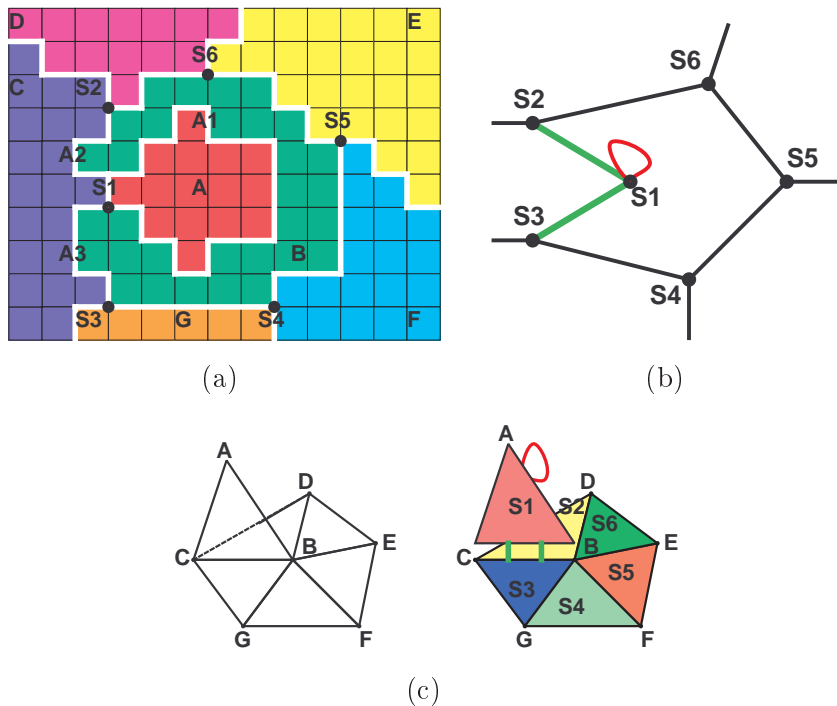 D E
S6
C S2
A1 S5
A2
S1 A
A3 B
S3 G S4 F
(a)
S6
S2
S5
S1
S3
S4
(b)
A
D
B
C E
G F
A
D
S1 S2
S6
C B E
S3 S5
S4
G F
(c)